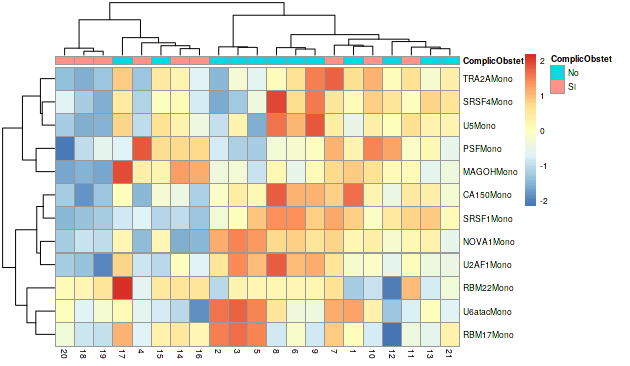 ComplicObstet
TRA2AMono
SRSF4Mono
U5Mono
PSFMono
MAGOHMono
CA150Mono
SRSF1Mono
NOVA1Mono
U2AF1Mono
RBM22Mono
U6atacMono
RBM17Mono
20 18 19 17 4 15 14 16 2 3 5 8 6 9 7 1 10 12 11 13 21
2
1
0
-1
-2
ComplicObstet
No
Si